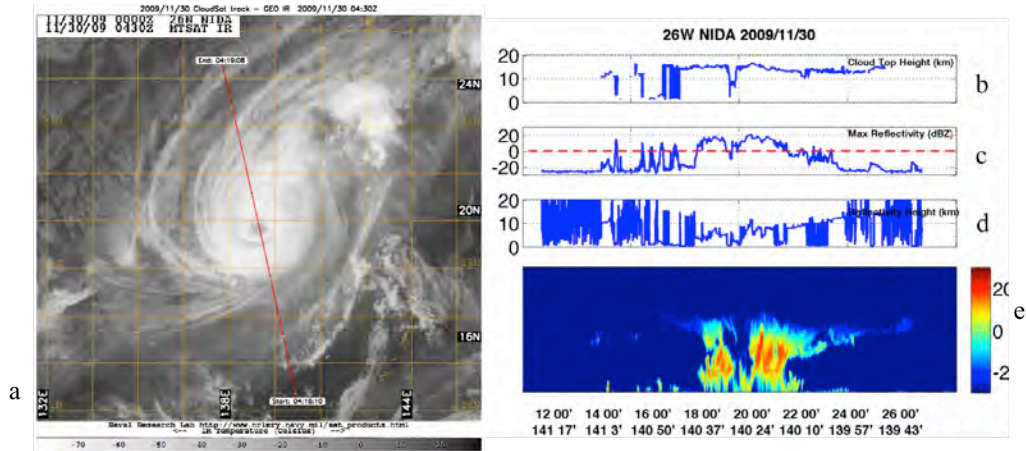 2009/11/30 CloudSat track - GEO IR 2009/11/30 04:30Z
11/30/09 0000Z 26W NIDA
11/30/09 0430Z MTSAT IR
End: 04:19:08
24N
20N
16N
132E
138E
144E
Start: 04:16:10
Naval Research Lab http://www.nrlmry.navy.mil/sat_products.html
<-- IR Temperature (Celsius) -->
-70 -60 -50 -40 -30 -20 -10 0 10 20
a
26W NIDA 2009/11/30
20
10
0
Cloud Top Height (km)
b
20
0
-20
Max Reflectivity (dBZ)
c
20
10
0
Reflectivity Height (km)
d
20
0
-2
e
12 00' 14 00' 16 00' 18 00' 20 00' 22 00' 24 00' 26 00'
141 17' 141 3' 140 50' 140 37' 140 24' 140 10' 139 57' 139 43'